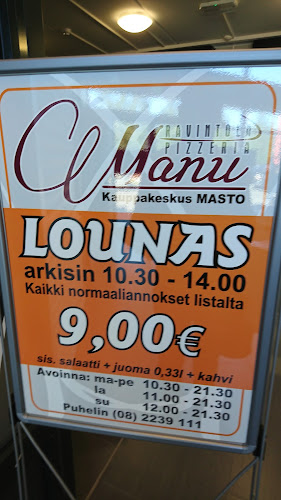 RAVINTOLA
PIZZERIA
Manu
Kauppakeskus MASTO
LOUNAS
arkisin 10.30 - 14.00
Kaikki normaaliannokset listalta
9,00€
sis. salaatti + juoma 0,33l + kahvi
Avoinna: ma-pe 10.30 - 21.30
la 11.00 - 21.30
su 12.00 - 21.30
Puhelin (08) 2239 111